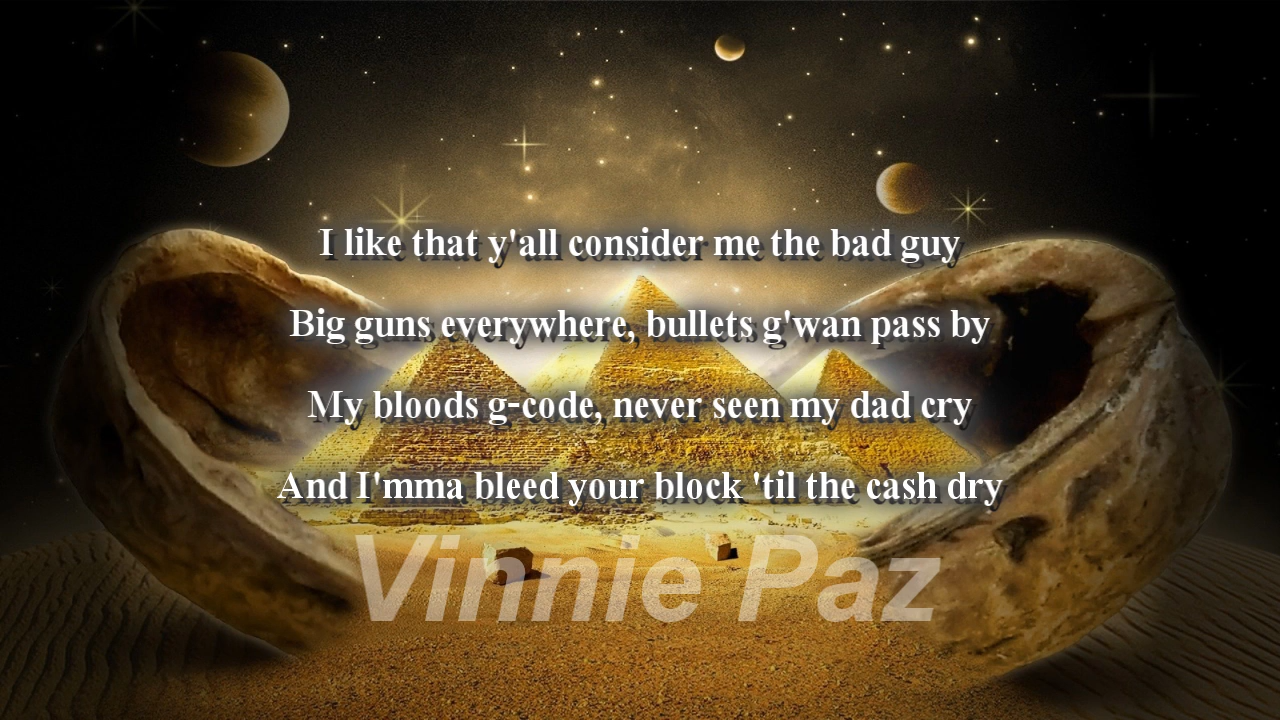 I like that y'all consider me the bad guy
Big guns everywhere, bullets g'wan pass by
My bloods g-code, never seen my dad cry
And I'mma bleed your block 'til the cash dry
Vinnie Paz